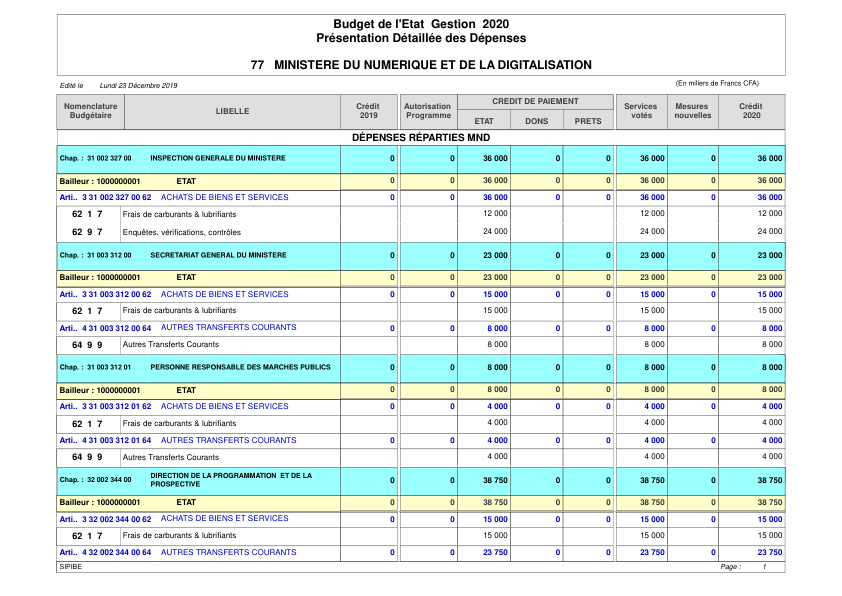 Budget de l'Etat Gestion 2020
Présentation Détaillée des Dépenses
77 MINISTERE DU NUMERIQUE ET DE LA DIGITALISATION
Edité le Lundi 23 Décembre 2019 (En milliers de Francs CFA)
Nomenclature Budgétaire LIBELLE Crédit 2019 Autorisation Programme CREDIT DE PAIEMENT Services votés Mesures nouvelles Crédit 2020
ETAT DONS PRETS
DÉPENSES RÉPARTIES MND
Chap. : 31 002 327 00 INSPECTION GENERALE DU MINISTERE 0 0 36 000 0 0 36 000 0 36 000
Bailleur : 1000000001 ETAT 0 0 36 000 0 0 36 000 0 36 000
Arti.. 3 31 002 327 00 62 ACHATS DE BIENS ET SERVICES 0 0 36 000 0 0 36 000 0 36 000
62 1 7 Frais de carburants & lubrifiants 12 000 12 000 12 000
62 9 7 Enquêtes, vérifications, contrôles 24 000 24 000 24 000
Chap. : 31 003 312 00 SECRETARIAT GENERAL DU MINISTERE 0 0 23 000 0 0 23 000 0 23 000
Bailleur : 1000000001 ETAT 0 0 23 000 0 0 23 000 0 23 000
Arti.. 3 31 003 312 00 62 ACHATS DE BIENS ET SERVICES 0 0 15 000 0 0 15 000 0 15 000
62 1 7 Frais de carburants & lubrifiants 15 000 15 000 15 000
Arti.. 4 31 003 312 00 64 AUTRES TRANSFERTS COURANTS 0 0 8 000 0 0 8 000 0 8 000
64 9 9 Autres Transferts Courants 8 000 8 000 8 000
Chap. : 31 003 312 01 PERSONNE RESPONSABLE DES MARCHES PUBLICS 0 0 8 000 0 0 8 000 0 8 000
Bailleur : 1000000001 ETAT 0 0 8 000 0 0 8 000 0 8 000
Arti.. 3 31 003 312 01 62 ACHATS DE BIENS ET SERVICES 0 0 4 000 0 0 4 000 0 4 000
62 1 7 Frais de carburants & lubrifiants 4 000 4 000 4 000
Arti.. 4 31 003 312 01 64 AUTRES TRANSFERTS COURANTS 0 0 4 000 0 0 4 000 0 4 000
64 9 9 Autres Transferts Courants 4 000 4 000 4 000
Chap. : 32 002 344 00 DIRECTION DE LA PROGRAMMATION ET DE LA PROSPECTIVE 0 0 38 750 0 0 38 750 0 38 750
Bailleur : 1000000001 ETAT 0 0 38 750 0 0 38 750 0 38 750
Arti.. 3 32 002 344 00 62 ACHATS DE BIENS ET SERVICES 0 0 15 000 0 0 15 000 0 15 000
62 1 7 Frais de carburants & lubrifiants 15 000 15 000 15 000
Arti.. 4 32 002 344 00 64 AUTRES TRANSFERTS COURANTS 0 0 23 750 0 0 23 750 0 23 750
SIPIBE Page : 1